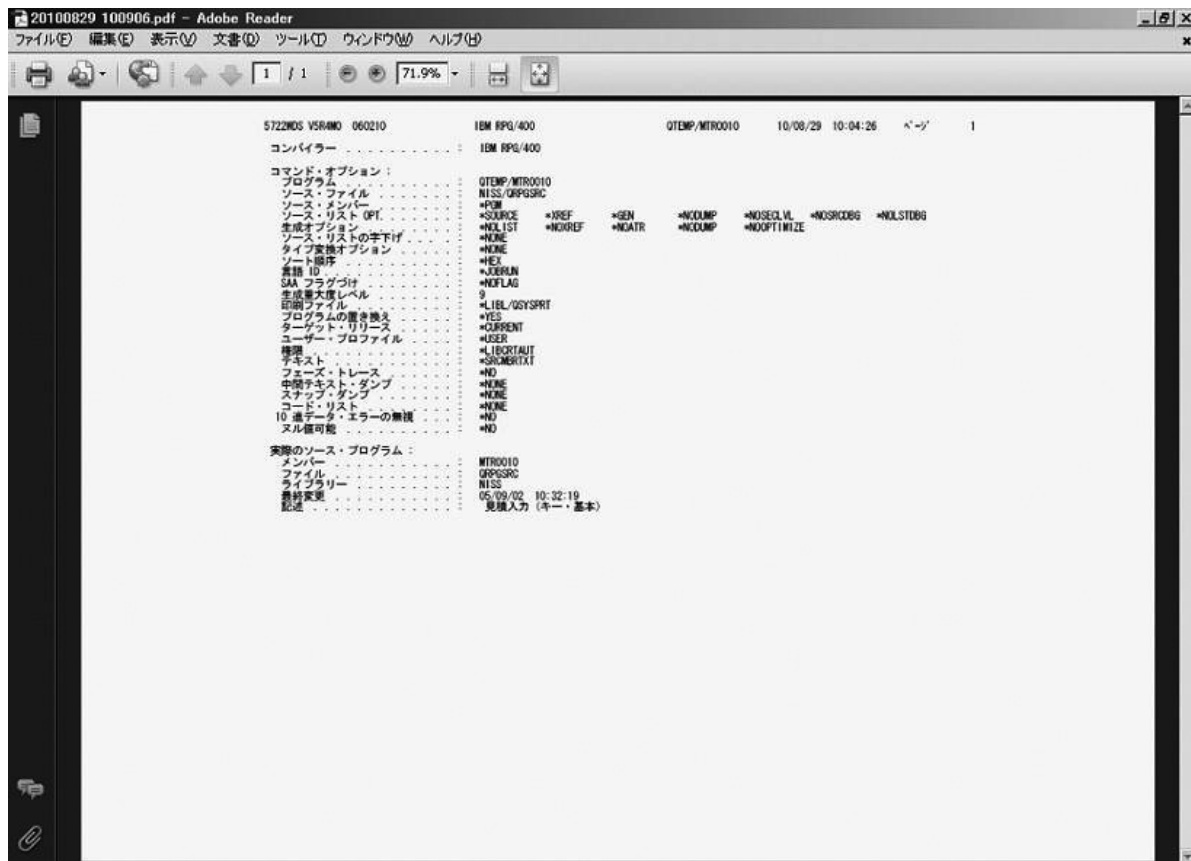 20100829 100906.pdf - Adobe Reader
ファイル(F) 編集(E) 表示(V) 文書(D) ツール(T) ウィンドウ(W) ヘルプ(H)
1 / 1 71.9%
5722WDS V5R4M0 060210 IBM RPG/400 QTEMP/MTR0010 10/08/29 10:04:26 ページ 1
コンパイラー . . . . . . . . . . : IBM RPG/400
コマンド・オプション :
プログラム . . . . . . . . . . : QTEMP/MTR0010
ソース・ファイル . . . . . . . : NISS/QRPGSRC
ソース・メンバー . . . . . . . : *PGM
ソース・リスト OPT. . . . . . : *SOURCE *XREF *GEN *NODUMP *NOSECLVL *NOSRCDBG *NOLSTDBG
生成オプション . . . . . . . . : *NOLIST *NOXREF *NOATR *NODUMP *NOOPTIMIZE
ソース・リストの字下げ . . . . : *NONE
タイプ変換オプション . . . . . : *NONE
ソート順序 . . . . . . . . . . : *HEX
言語 ID . . . . . . . . . . . : *JOBRUN
SAA フラグづけ . . . . . . . . : *NOFLAG
生成重大度レベル . . . . . . . : 9
印刷ファイル . . . . . . . . . : *LIBL/QSYSPRT
プログラムの置き換え . . . . . : *YES
ターゲット・リリース . . . . . : *CURRENT
ユーザー・プロファイル . . . . : *USER
権限 . . . . . . . . . . . . . : *LIBCRTAUT
テキスト . . . . . . . . . . . : *SRCMBRTXT
フェーズ・トレース . . . . . . : *NO
中間テキスト・ダンプ . . . . . : *NONE
スナップ・ダンプ . . . . . . . : *NONE
コード・リスト . . . . . . . . : *NONE
10 進データ・エラーの無視 . . . : *NO
ヌル値可能 . . . . . . . . . . : *NO
実際のソース・プログラム :
メンバー . . . . . . . . . . . : MTR0010
ファイル . . . . . . . . . . . : QRPGSRC
ライブラリー . . . . . . . . . : NISS
最終変更 . . . . . . . . . . . : 05/09/02 10:32:19
記述 . . . . . . . . . . . . . : 見積入力 (キー・基本)